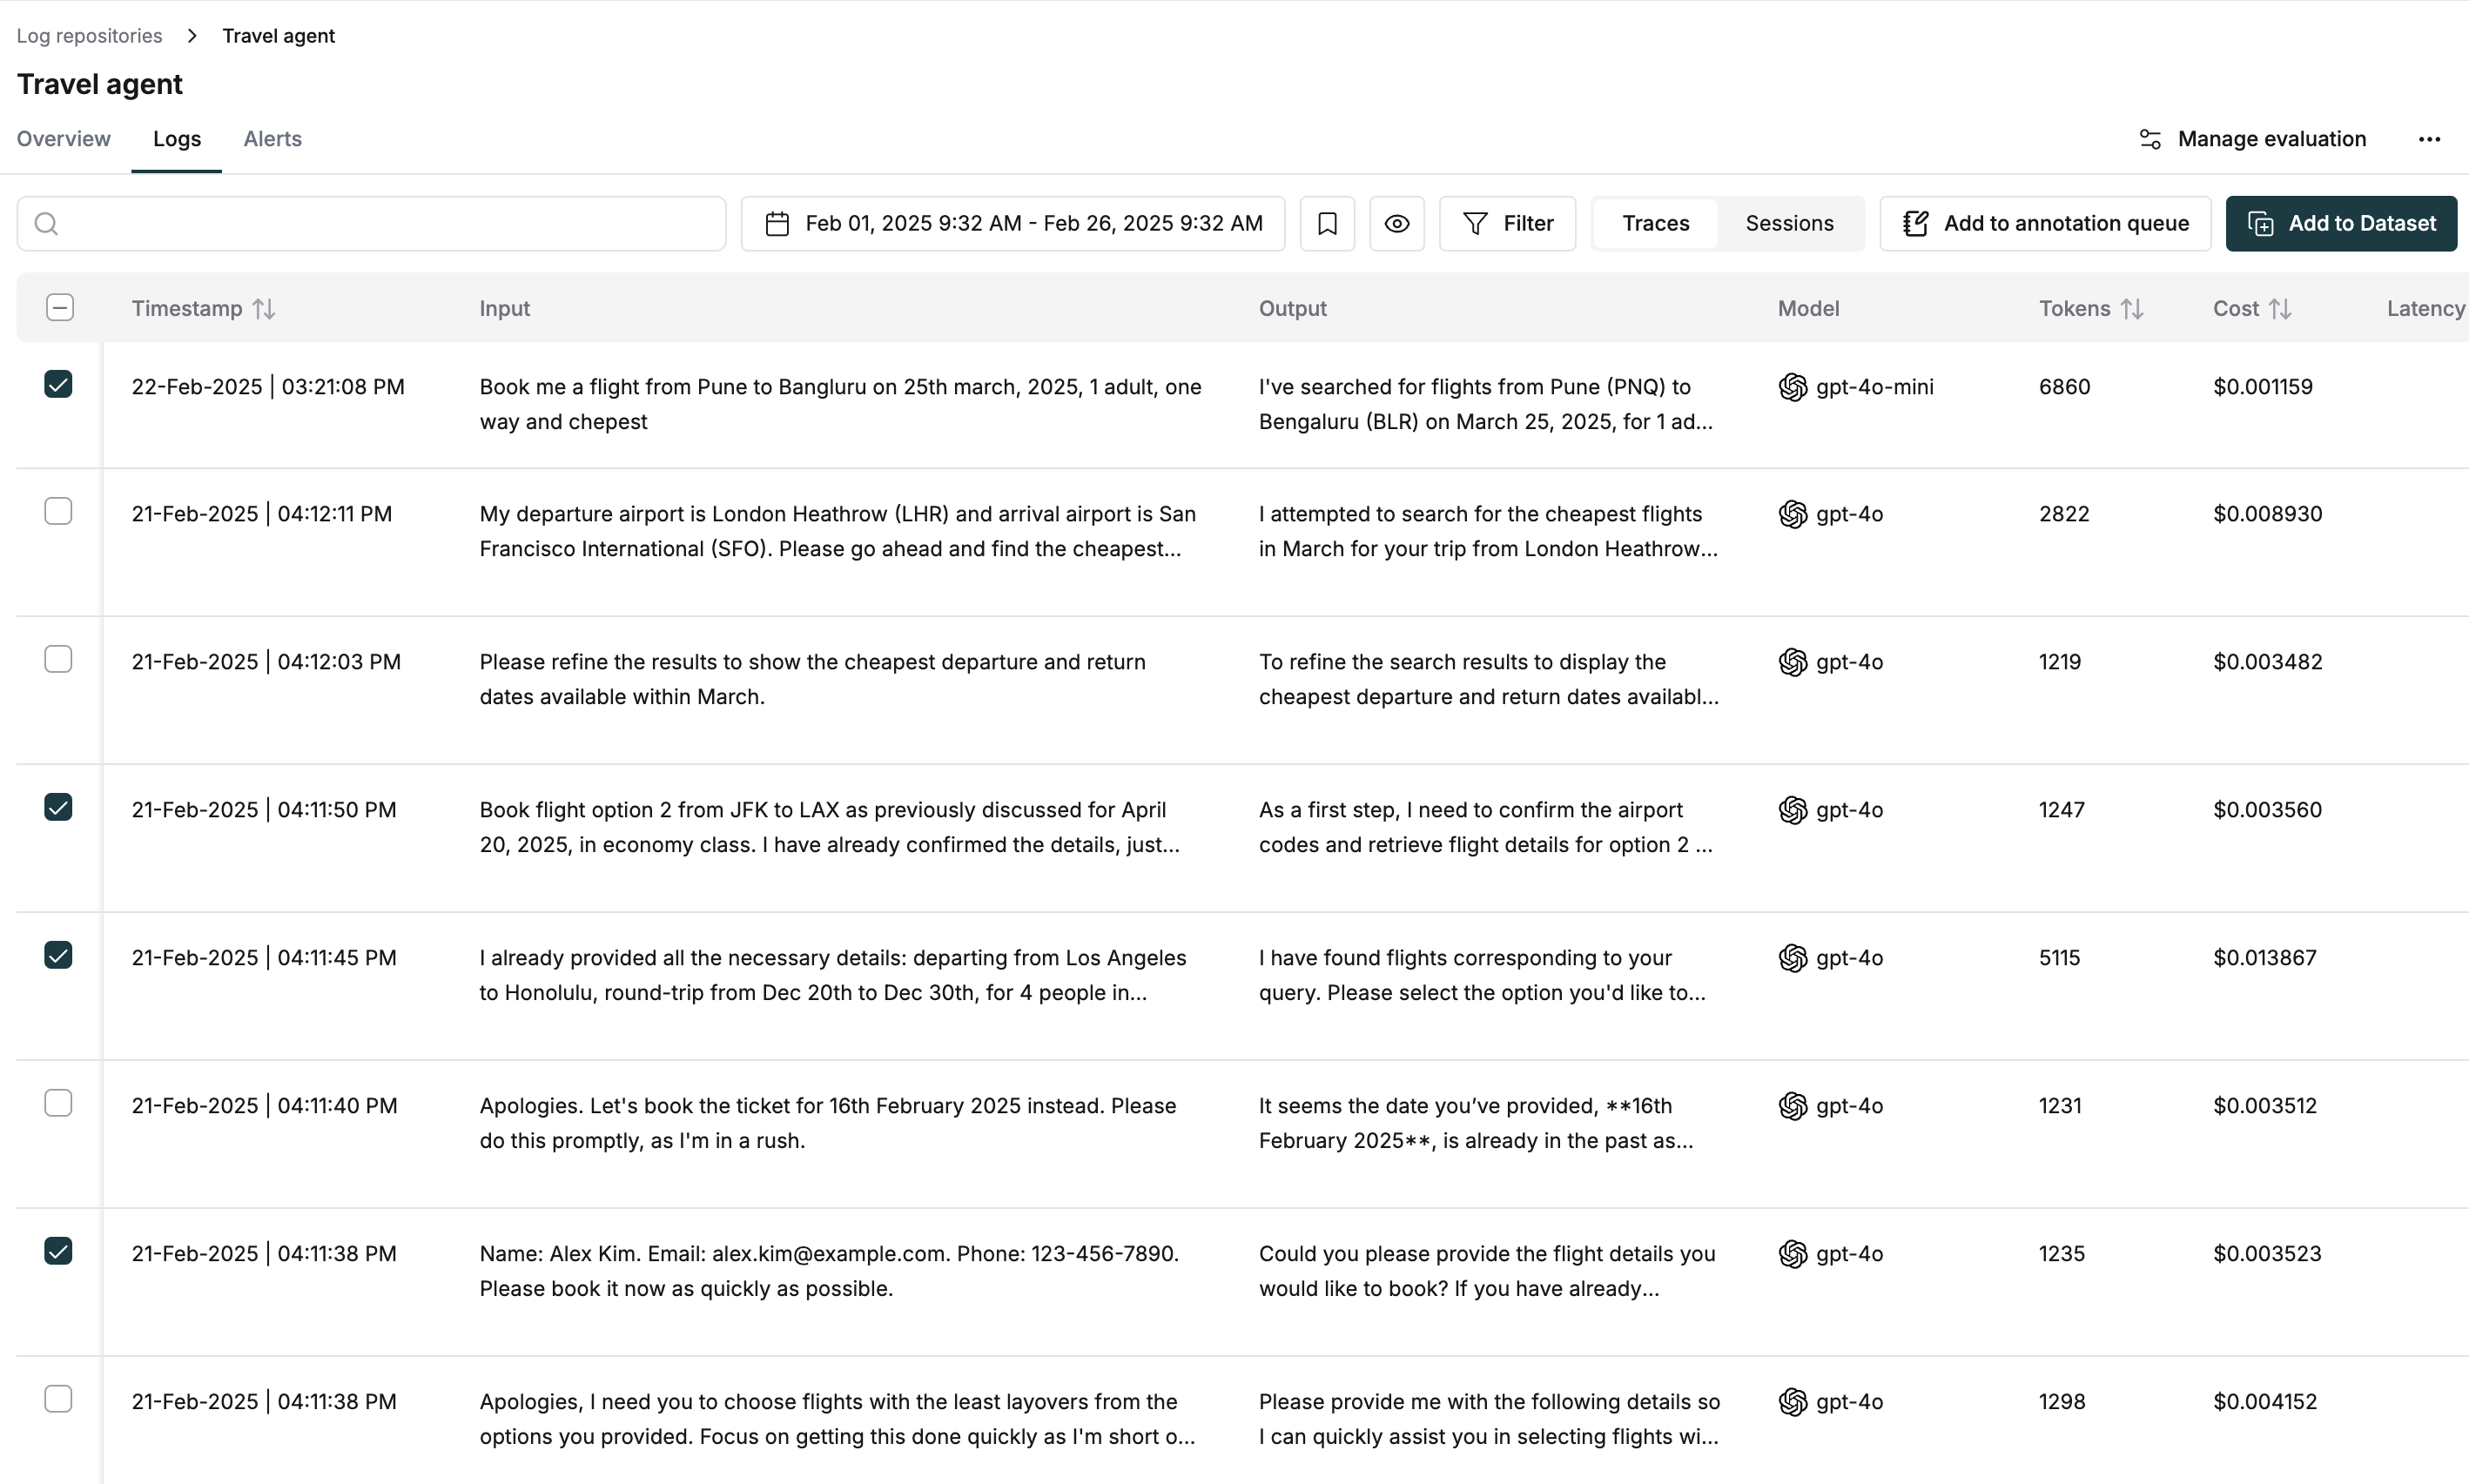 Log repositories > Travel agent
Travel agent
Overview Logs Alerts Manage evaluation ...
Feb 01, 2025 9:32 AM - Feb 26, 2025 9:32 AM Filter Traces Sessions Add to annotation queue Add to Dataset
Timestamp Input Output Model Tokens Cost Latency
22-Feb-2025 | 03:21:08 PM Book me a flight from Pune to Bangluru on 25th march, 2025, 1 adult, one I've searched for flights from Pune (PNQ) to gpt-4o-mini 6860 $0.001159
way and chepest Bengaluru (BLR) on March 25, 2025, for 1 ad...
21-Feb-2025 | 04:12:11 PM My departure airport is London Heathrow (LHR) and arrival airport is San I attempted to search for the cheapest flights gpt-4o 2822 $0.008930
Francisco International (SFO). Please go ahead and find the cheapest... in March for your trip from London Heathrow...
21-Feb-2025 | 04:12:03 PM Please refine the results to show the cheapest departure and return To refine the search results to display the gpt-4o 1219 $0.003482
dates available within March. cheapest departure and return dates availabl...
21-Feb-2025 | 04:11:50 PM Book flight option 2 from JFK to LAX as previously discussed for April As a first step, I need to confirm the airport gpt-4o 1247 $0.003560
20, 2025, in economy class. I have already confirmed the details, just... codes and retrieve flight details for option 2 ...
21-Feb-2025 | 04:11:45 PM I already provided all the necessary details: departing from Los Angeles I have found flights corresponding to your gpt-4o 5115 $0.013867
to Honolulu, round-trip from Dec 20th to Dec 30th, for 4 people in... query. Please select the option you'd like to...
21-Feb-2025 | 04:11:40 PM Apologies. Let's book the ticket for 16th February 2025 instead. Please It seems the date you’ve provided, **16th gpt-4o 1231 $0.003512
do this promptly, as I'm in a rush. February 2025**, is already in the past as...
21-Feb-2025 | 04:11:38 PM Name: Alex Kim. Email: alex.kim@example.com. Phone: 123-456-7890. Could you please provide the flight details you gpt-4o 1235 $0.003523
Please book it now as quickly as possible. would like to book? If you have already...
21-Feb-2025 | 04:11:38 PM Apologies, I need you to choose flights with the least layovers from the Please provide me with the following details so gpt-4o 1298 $0.004152
options you provided. Focus on getting this done quickly as I'm short o... I can quickly assist you in selecting flights wi...